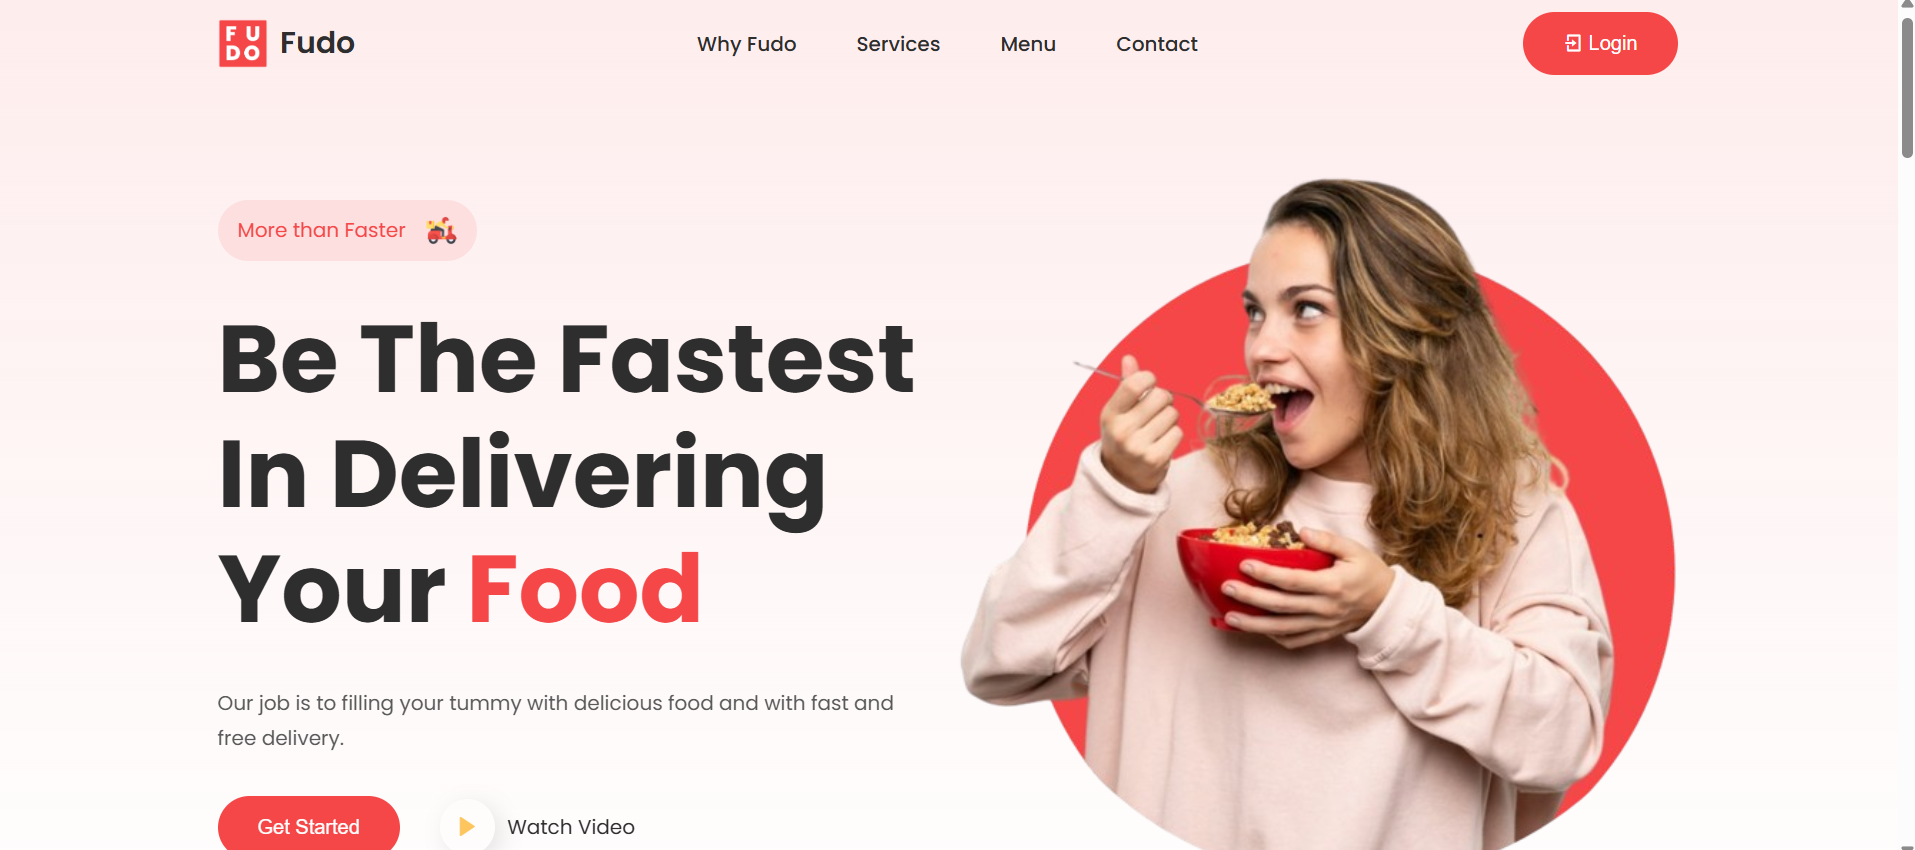 FU
DO
Fudo
Why Fudo
Services
Menu
Contact
Login
More than Faster
Be The Fastest
In Delivering
Your Food
Our job is to filling your tummy with delicious food and with fast and
free delivery.
Get Started
Watch Video